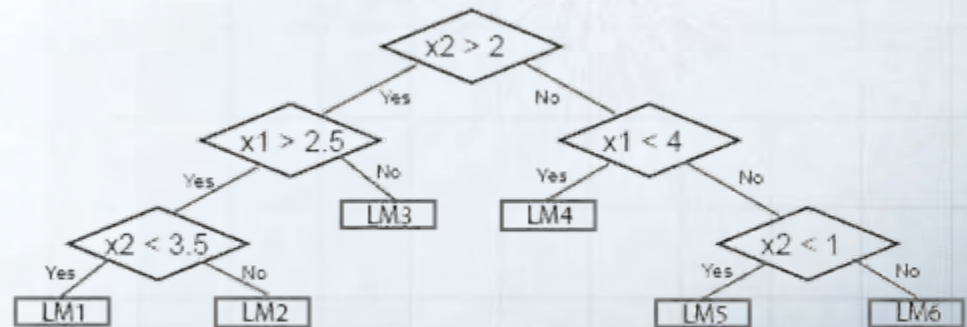 x2 > 2
Yes
No
x1 > 2.5
x1 < 4
Yes
No
Yes
No
LM3
LM4
x2 < 3.5
x2 < 1
Yes
No
Yes
No
LM1
LM2
LM5
LM6